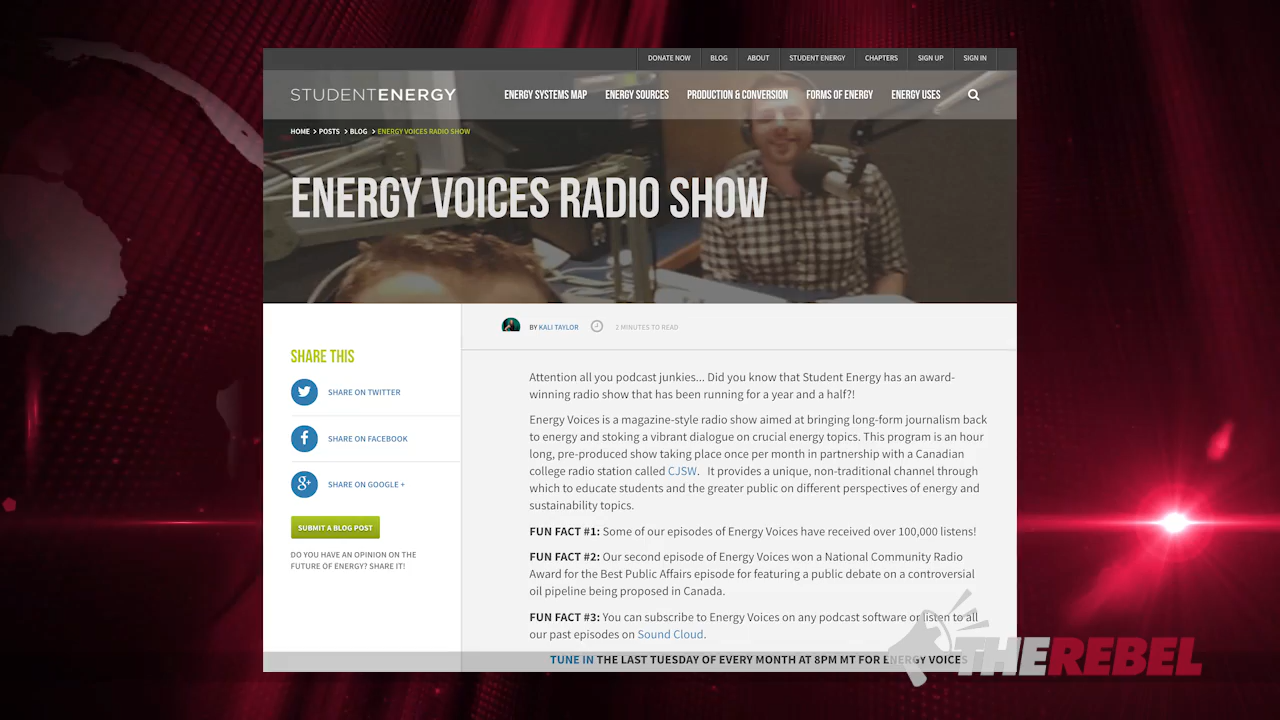 DONATE NOW BLOG ABOUT STUDENT ENERGY CHAPTERS SIGN UP SIGN IN
STUDENTENERGY ENERGY SYSTEMS MAP ENERGY SOURCES PRODUCTION & CONVERSION FORMS OF ENERGY ENERGY USES
HOME > POSTS > BLOG > ENERGY VOICES RADIO SHOW
ENERGY VOICES RADIO SHOW
BY KALI TAYLOR 2 MINUTES TO READ
SHARE THIS
SHARE ON TWITTER
SHARE ON FACEBOOK
SHARE ON GOOGLE +
SUBMIT A BLOG POST
DO YOU HAVE AN OPINION ON THE
FUTURE OF ENERGY? SHARE IT!
Attention all you podcast junkies... Did you know that Student Energy has an award-
winning radio show that has been running for a year and a half?!
Energy Voices is a magazine-style radio show aimed at bringing long-form journalism back
to energy and stoking a vibrant dialogue on crucial energy topics. This program is an hour
long, pre-produced show taking place once per month in partnership with a Canadian
college radio station called CJSW. It provides a unique, non-traditional channel through
which to educate students and the greater public on different perspectives of energy and
sustainability topics.
FUN FACT #1: Some of our episodes of Energy Voices have received over 100,000 listens!
FUN FACT #2: Our second episode of Energy Voices won a National Community Radio
Award for the Best Public Affairs episode for featuring a public debate on a controversial
oil pipeline being proposed in Canada.
FUN FACT #3: You can subscribe to Energy Voices on any podcast software or listen to all
our past episodes on Sound Cloud.
TUNE IN THE LAST TUESDAY OF EVERY MONTH AT 8PM MT FOR ENERGY VOICES
THEREBEL